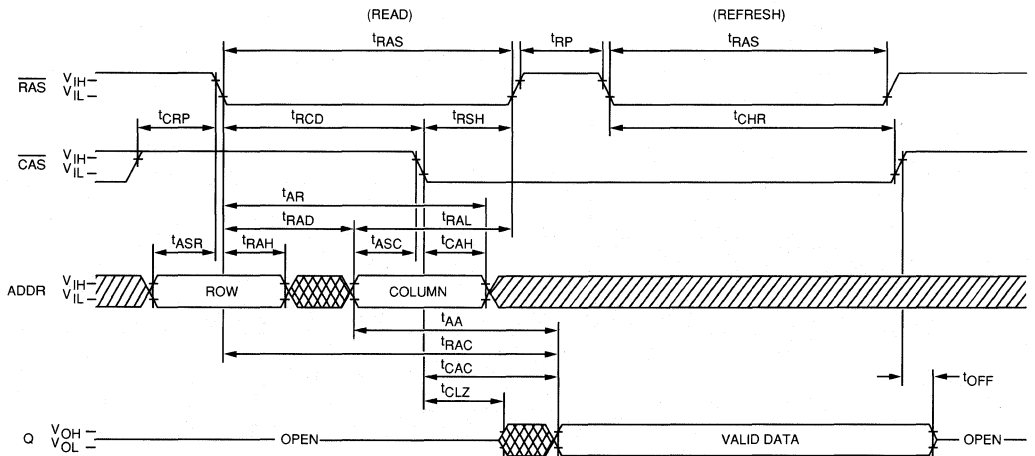 (READ) (REFRESH)
tRAS tRP tRAS
RAS VIH VIL
tCRP tRCD tRSH tCHR
CAS VIH VIL
tAR
tRAD tRAL
tASR tRAH tASC tCAH
ADDR VIH VIL ROW COLUMN
tAA
tRAC
tCAC
tCLZ tOFF
Q VOH VOL OPEN VALID DATA OPEN